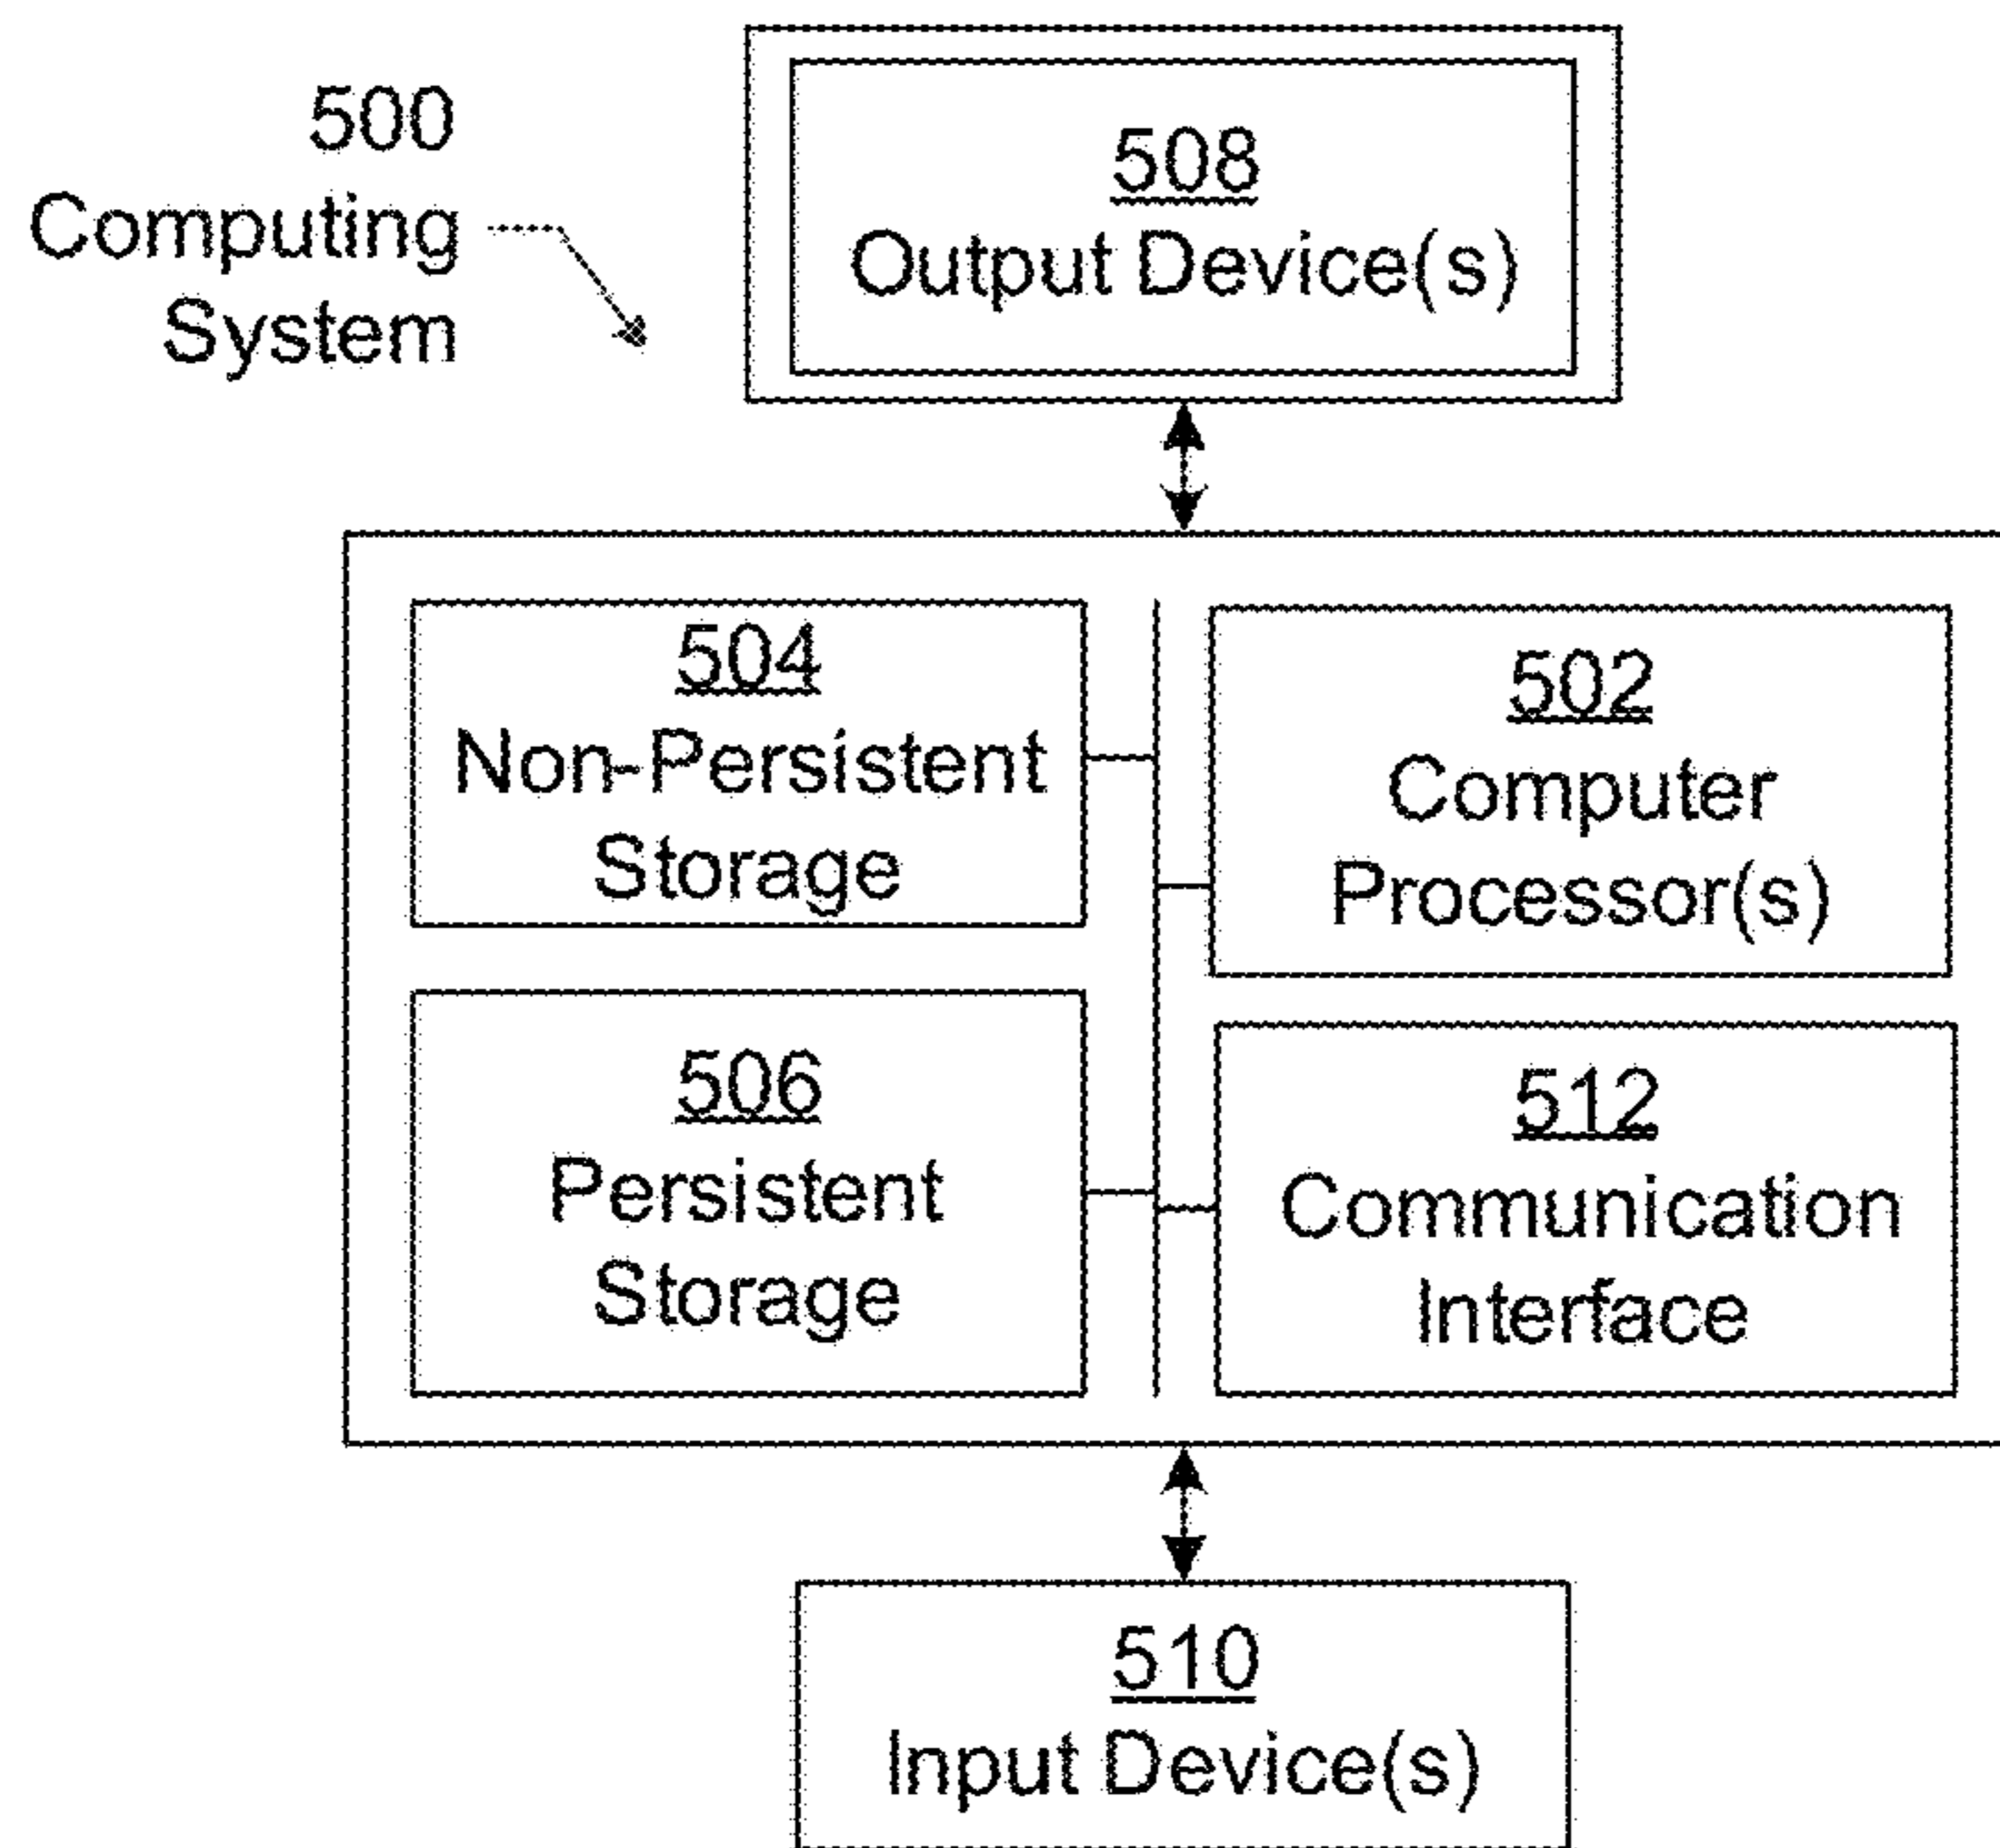 500
Computing
System
508
Output Device(s)
504
Non-Persistent
Storage
502
Computer
Processor(s)
506
Persistent
Storage
512
Communication
Interface
510
Input Device(s)